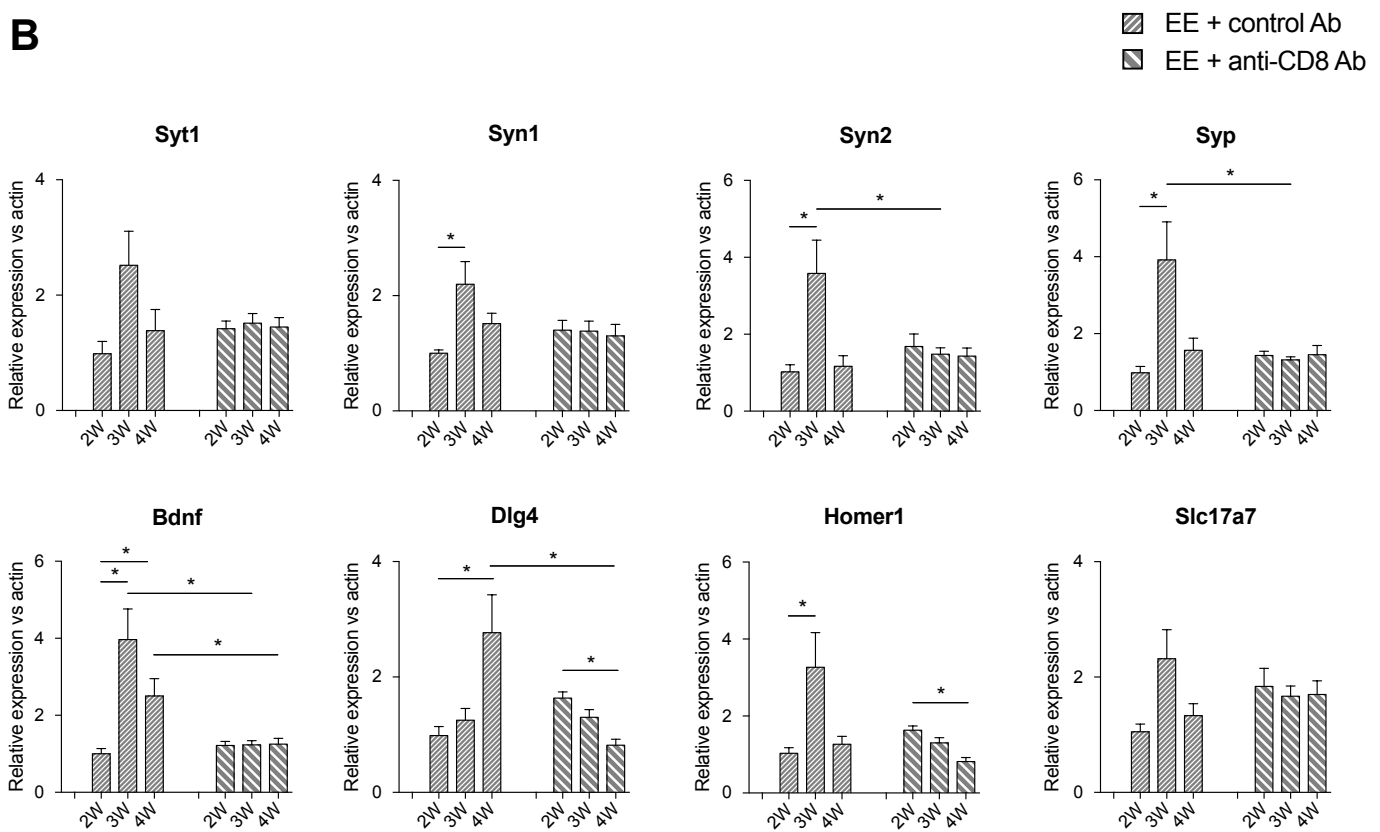 B
EE + control Ab
EE + anti-CD8 Ab
Syt1
Relative expression vs actin
4
2
0
2W 3W 4W 2W 3W 4W
Syn1
*
Relative expression vs actin
4
2
0
2W 3W 4W 2W 3W 4W
Syn2
*
*
Relative expression vs actin
6
4
2
0
2W 3W 4W 2W 3W 4W
Syp
*
*
Relative expression vs actin
6
4
2
0
2W 3W 4W 2W 3W 4W
Bdnf
*
*
*
*
Relative expression vs actin
6
4
2
0
2W 3W 4W 2W 3W 4W
Dlg4
*
*
*
Relative expression vs actin
4
2
0
2W 3W 4W 2W 3W 4W
Homer1
*
*
Relative expression vs actin
6
4
2
0
2W 3W 4W 2W 3W 4W
Slc17a7
Relative expression vs actin
4
2
0
2W 3W 4W 2W 3W 4W